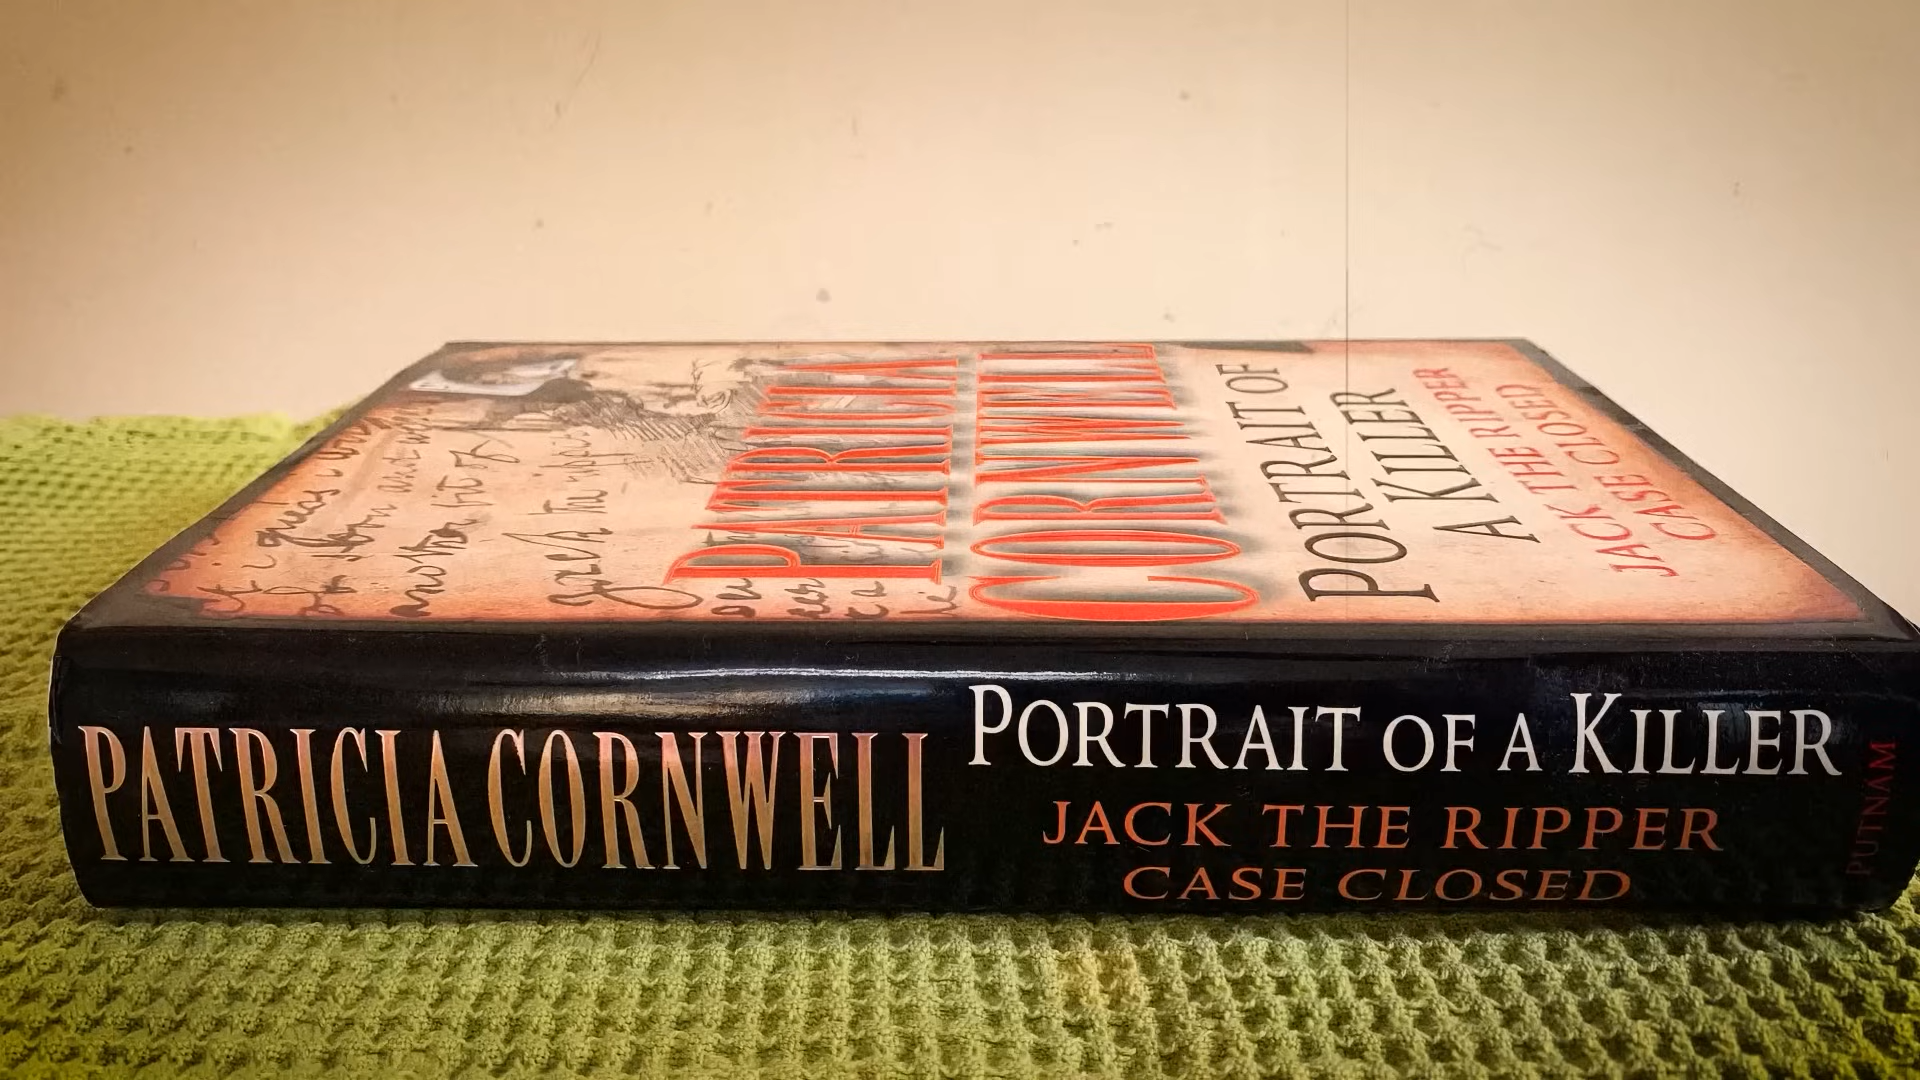 PATRICIA
CORNWELL
PORTRAIT OF
A KILLER
JACK THE RIPPER
CASE CLOSED
PATRICIA CORNWELL
PORTRAIT OF A KILLER
JACK THE RIPPER
CASE CLOSED
PUTNAM